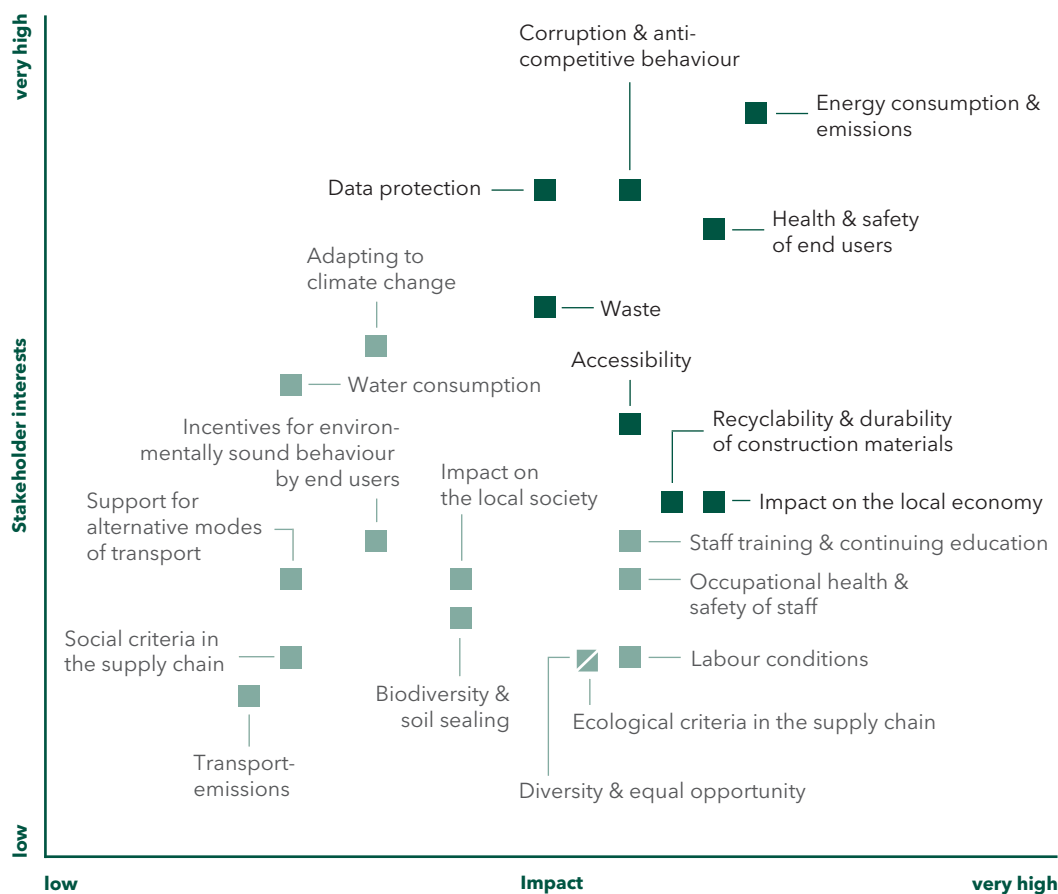 very high
Stakeholder interests
low
Corruption & anti-
competitive behaviour
Energy consumption &
emissions
Data protection
Health & safety
of end users
Adapting to
climate change
Waste
Accessibility
Water consumption
Recyclability & durability
of construction materials
Incentives for environ-
mentally sound behaviour
by end users
Impact on
the local society
Support for
alternative modes
of transport
Impact on the local economy
Staff training & continuing education
Occupational health &
safety of staff
Social criteria in
the supply chain
Labour conditions
Biodiversity &
soil sealing
Ecological criteria in the supply chain
Transport-
emissions
Diversity & equal opportunity
low
Impact
very high